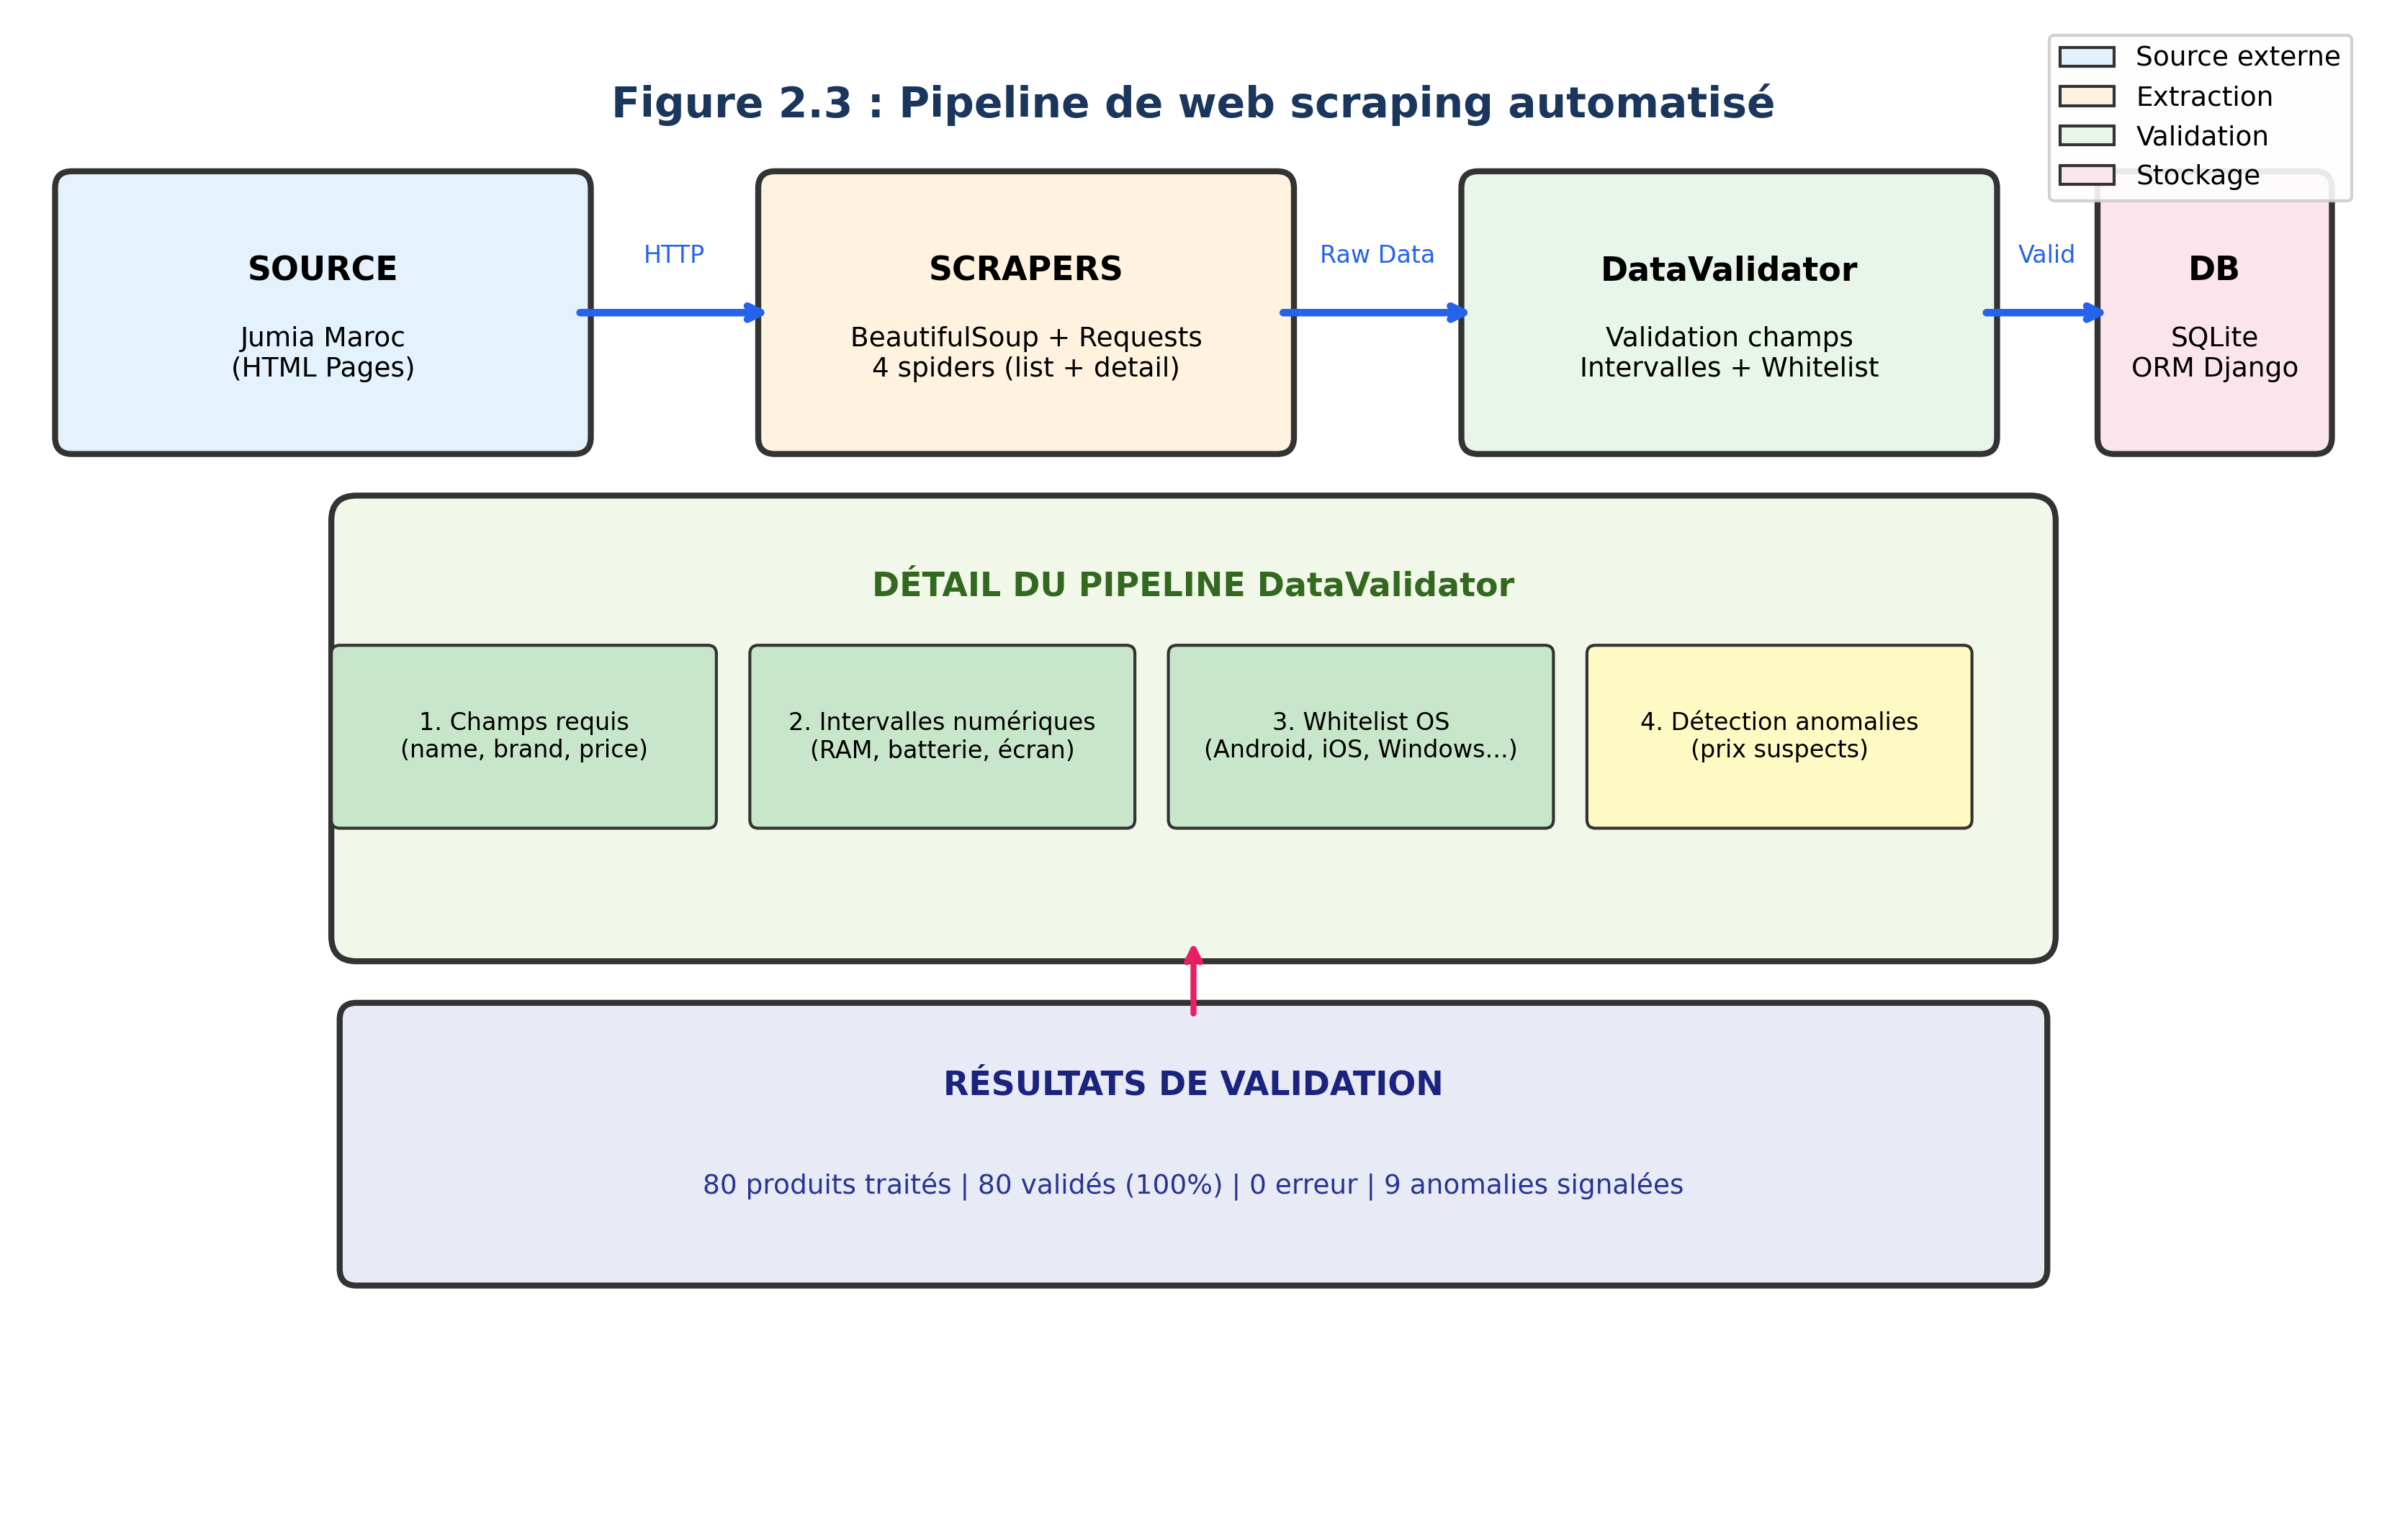 Source externe
Extraction
Validation
Stockage
Figure 2.3 : Pipeline de web scraping automatisé
SOURCE
Jumia Maroc
(HTML Pages)
HTTP
SCRAPERS
BeautifulSoup + Requests
4 spiders (list + detail)
Raw Data
DataValidator
Validation champs
Intervalles + Whitelist
Valid
DB
SQLite
ORM Django
DÉTAIL DU PIPELINE DataValidator
1. Champs requis
(name, brand, price)
2. Intervalles numériques
(RAM, batterie, écran)
3. Whitelist OS
(Android, iOS, Windows...)
4. Détection anomalies
(prix suspects)
RÉSULTATS DE VALIDATION
80 produits traités | 80 validés (100%) | 0 erreur | 9 anomalies signalées